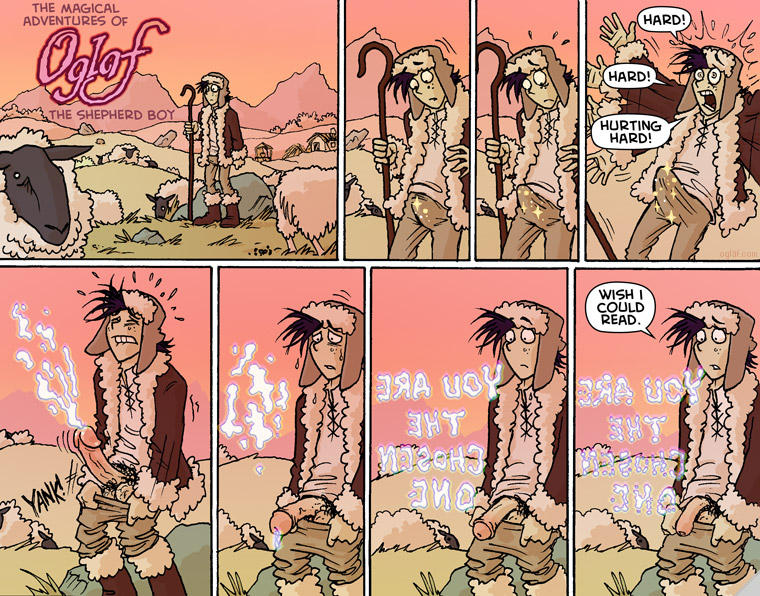 THE MAGICAL
ADVENTURES OF
Oglaf
THE SHEPHERD BOY
HARD!
HARD!
HURTING
HARD!
oglaf.com
YANK!
YOU ARE
THE
CHOSEN
ONE
WISH I
COULD
READ.
YOU ARE
THE
CHOSEN
ONE